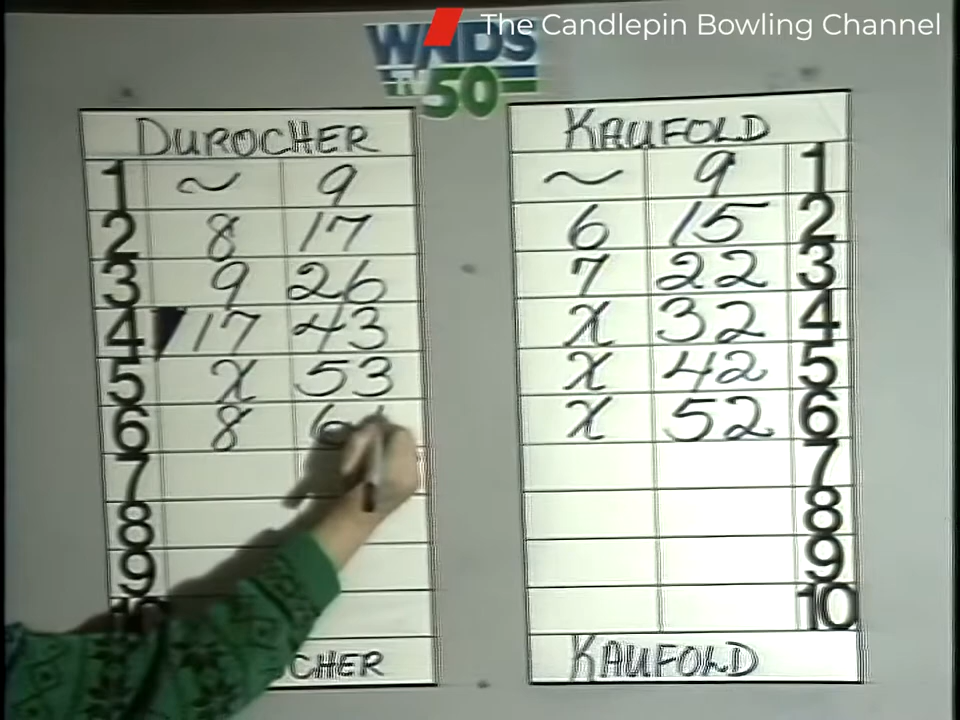 The Candlepin Bowling Channel
WNDS
TV 50
DUROCHER
1 ~ 9
2 8 17
3 9 26
4 17 43
5 X 53
6 8 61
7
8
9
10
CHER
KAUFOLD
~ 9 1
6 15 2
7 22 3
X 32 4
X 42 5
X 52 6
7
8
9
10
KAUFOLD